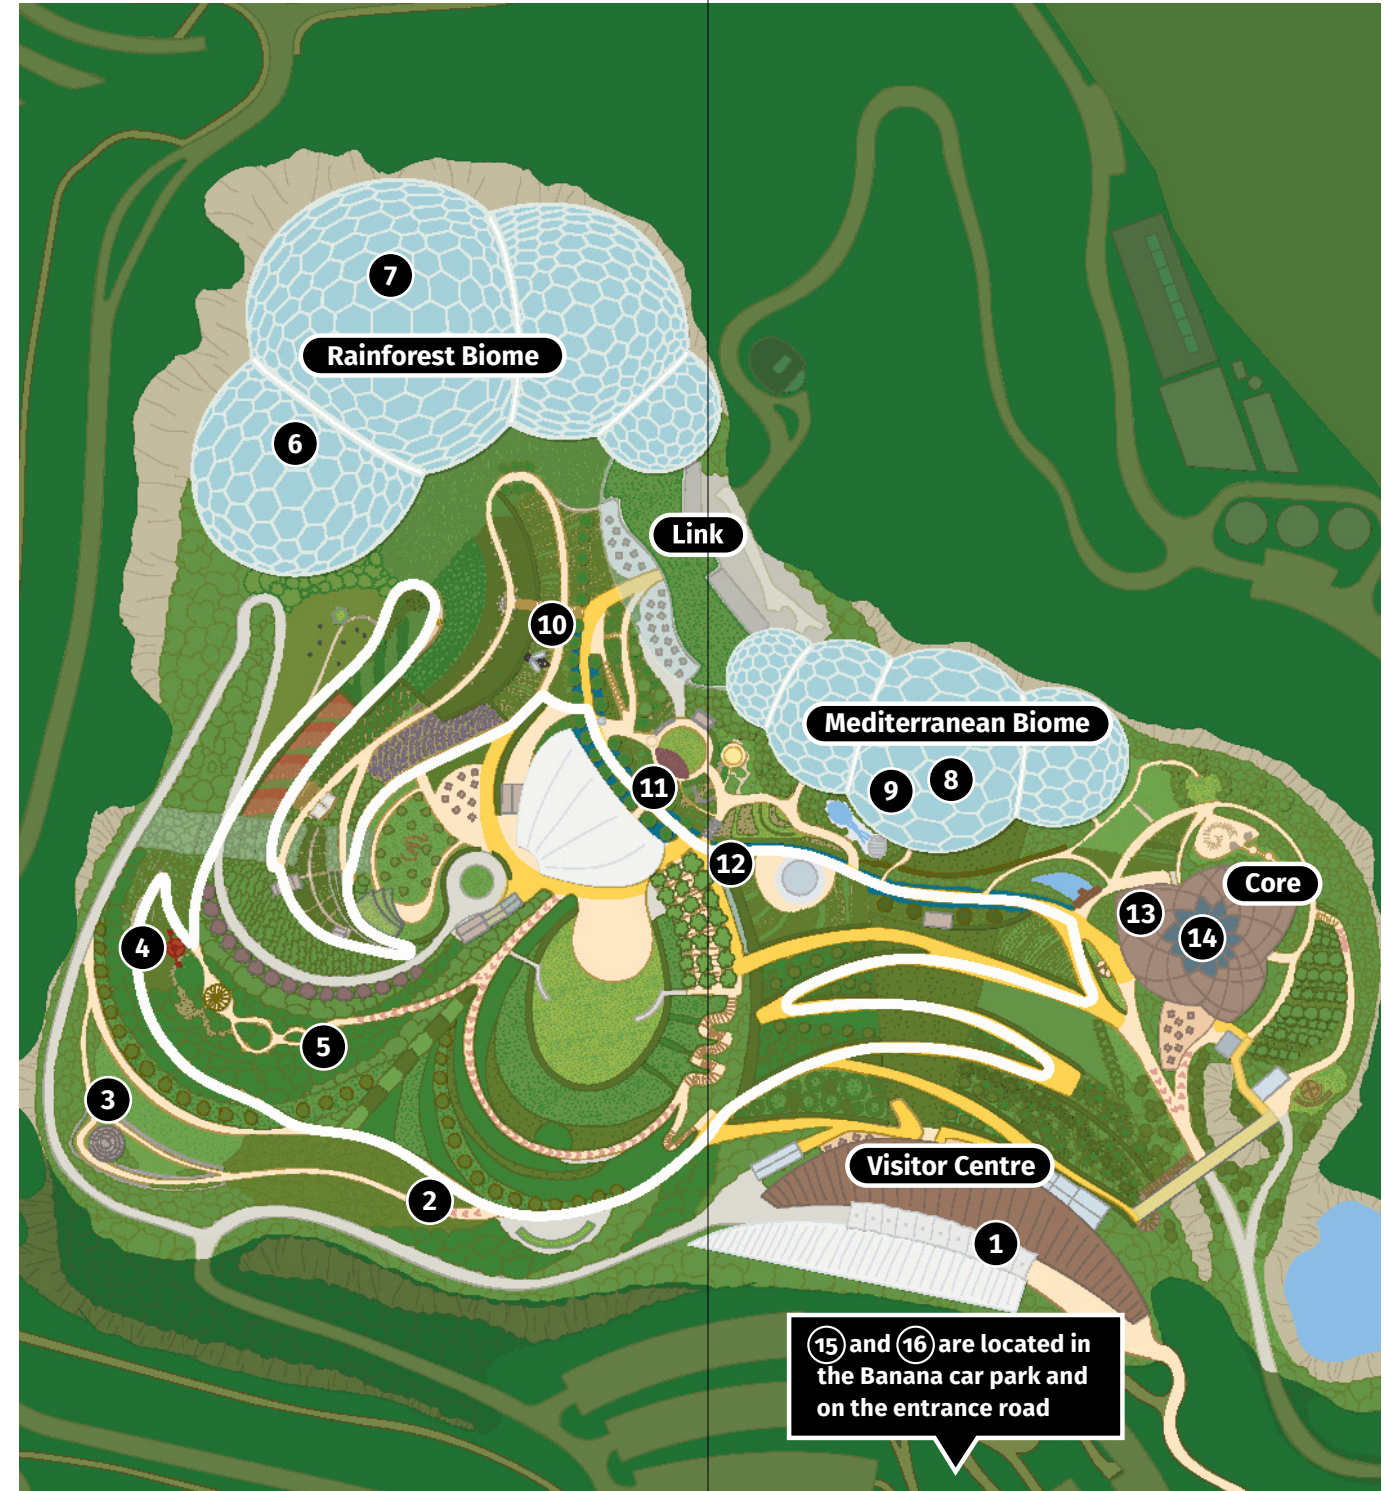 7
Rainforest Biome
6
Link
10
Mediterranean Biome
11
9
8
12
Core
13
14
4
5
3
Visitor Centre
2
1
15 and 16 are located in
the Banana car park and
on the entrance road